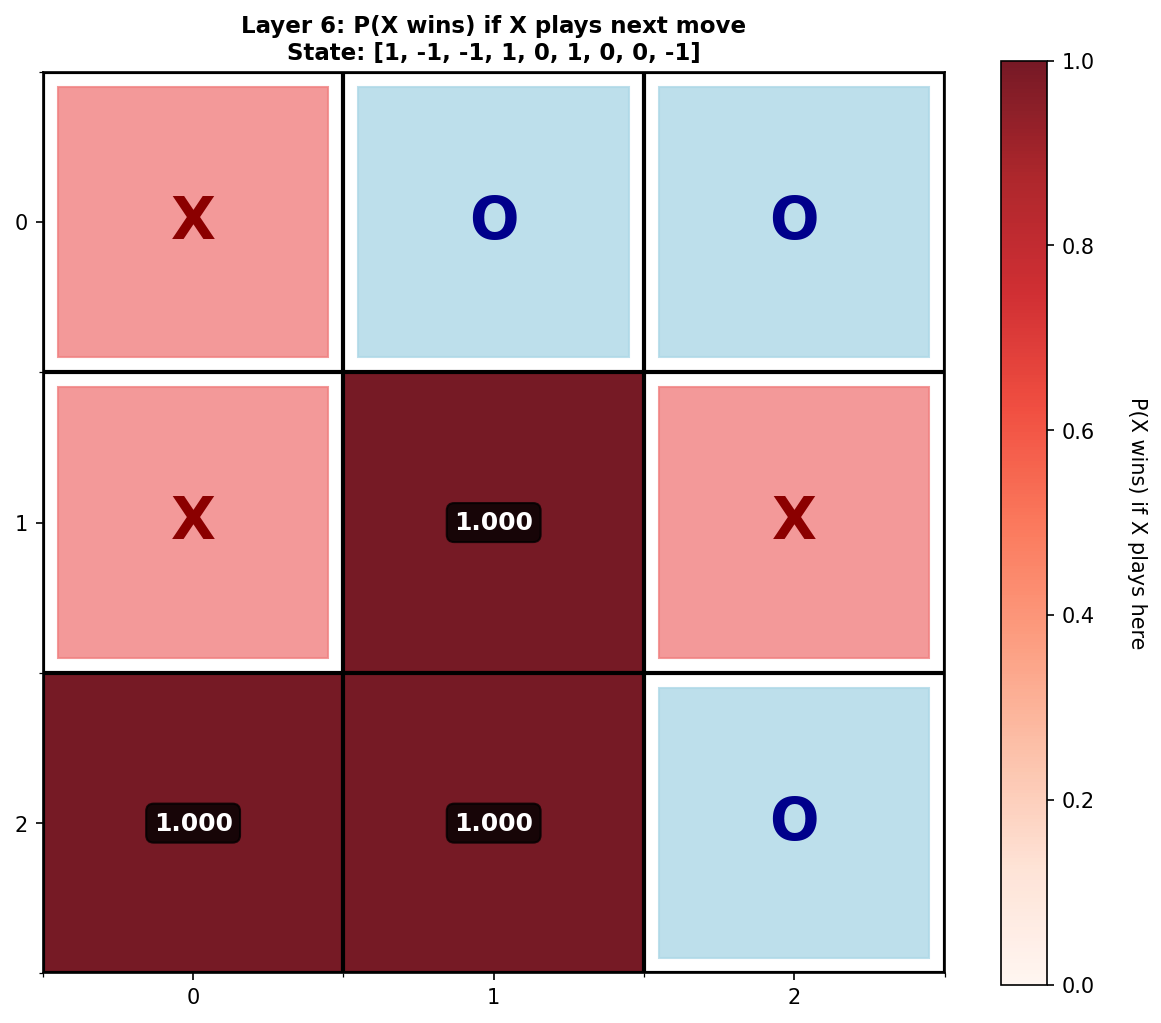 Layer 6: P(X wins) if X plays next move
State: [1, -1, -1, 1, 0, 1, 0, 0, -1]
0
X
O
O
1
X
1.000
X
2
1.000
1.000
O
0
1
2
1.0
0.8
0.6
0.4
0.2
0.0
P(X wins) if X plays here